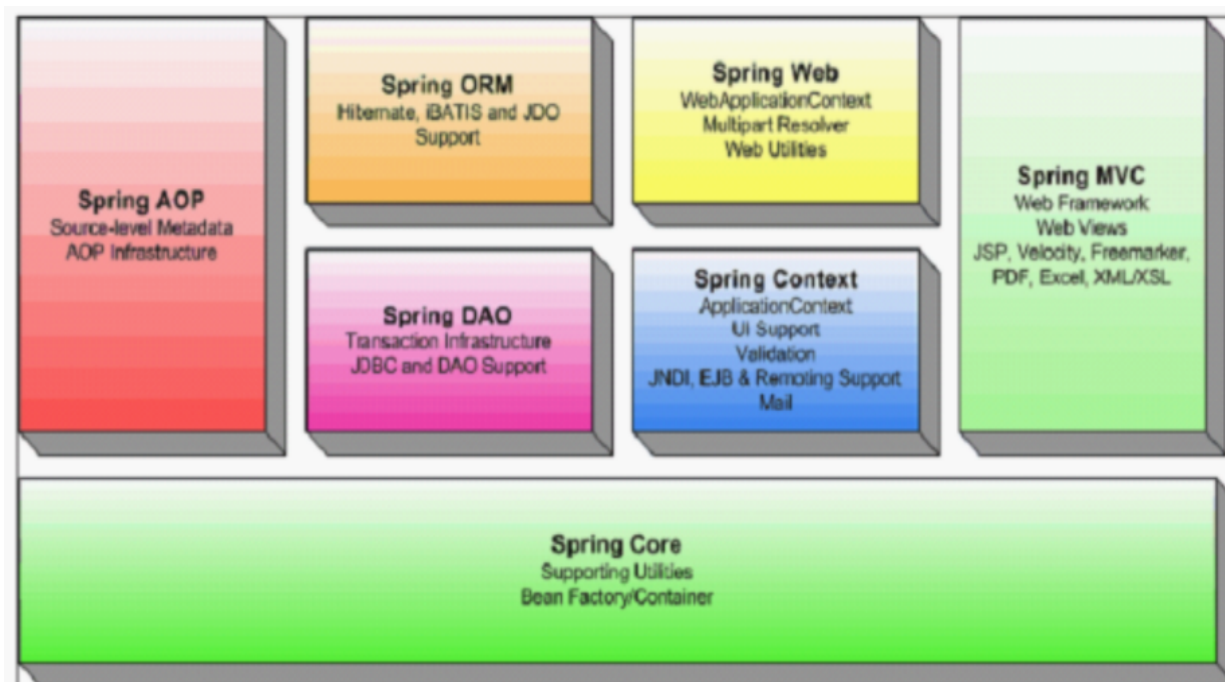 Spring AOP
Source-level Metadata
AOP Infrastructure
Spring ORM
Hibernate, iBATIS and JDO
Support
Spring Web
WebApplicationContext
Multipart Resolver
Web Utilities
Spring DAO
Transaction Infrastructure
JDBC and DAO Support
Spring Context
ApplicationContext
UI Support
Validation
JNDI, EJB & Remoting Support
Mail
Spring MVC
Web Framework
Web Views
JSP, Velocity, Freemarker,
PDF, Excel, XML/XSL
Spring Core
Supporting Utilities
Bean Factory/Container